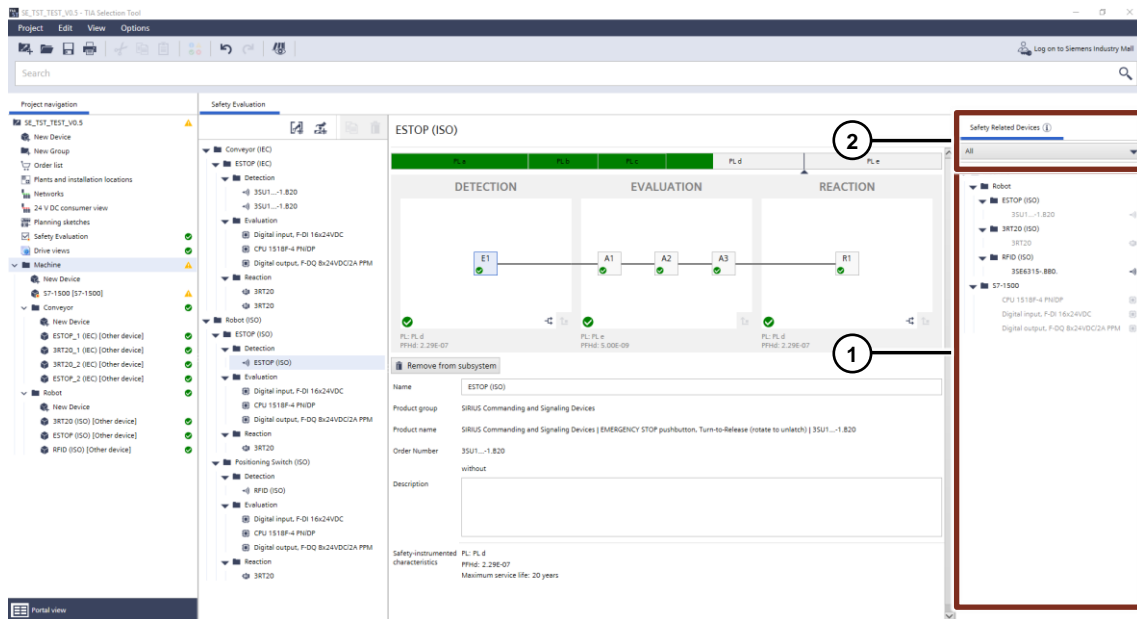 SE_TST_TEST_V0.5 - TIA Selection Tool
Project Edit View Options
Log on to Siemens Industry Mall
Search
Project navigation
SE_TST_TEST_V0.5
New Device
New Group
Order list
Plants and installation locations
Networks
24 V DC consumer view
Planning sketches
Safety Evaluation
Drive views
Machine
New Device
S7-1500 [S7-1500]
Conveyor
New Device
ESTOP_1 (IEC) [Other device]
3RT20_1 (IEC) [Other device]
3RT20_2 (IEC) [Other device]
ESTOP_2 (IEC) [Other device]
Robot
New Device
3RT20 (ISO) [Other device]
ESTOP (ISO) [Other device]
RFID (ISO) [Other device]
Portal view
Safety Evaluation
Conveyor (IEC)
ESTOP (IEC)
Detection
3SU1...-1.B20
3SU1...-1.B20
Evaluation
Digital input, F-DI 16x24VDC
CPU 1518F-4 PN/DP
Digital output, F-DQ 8x24VDC/2A PPM
Reaction
3RT20
3RT20
Robot (ISO)
ESTOP (ISO)
Detection
ESTOP (ISO)
Evaluation
Digital input, F-DI 16x24VDC
CPU 1518F-4 PN/DP
Digital output, F-DQ 8x24VDC/2A PPM
Reaction
3RT20
Positioning Switch (ISO)
Detection
RFID (ISO)
Evaluation
Digital input, F-DI 16x24VDC
CPU 1518F-4 PN/DP
Digital output, F-DQ 8x24VDC/2A PPM
Reaction
3RT20
ESTOP (ISO)
PL a PL b PL c PL d PL e
DETECTION EVALUATION REACTION
E1 A1 A2 A3 R1
PL: PL d PL: PL e PL: PL d
PFHd: 2.29E-07 PFHd: 5.00E-09 PFHd: 2.29E-07
Remove from subsystem
Name ESTOP (ISO)
Product group SIRIUS Commanding and Signaling Devices
Product name SIRIUS Commanding and Signaling Devices | EMERGENCY STOP pushbutton, Turn-to-Release (rotate to unlatch) | 3SU1...-1.B20
Order Number 3SU1...-1.B20
without
Description
Safety-instrumented PL: PL d
characteristics PFHd: 2.29E-07
Maximum service life: 20 years
2
1
Safety Related Devices
All
Robot
ESTOP (ISO)
3SU1...-1.B20
3RT20 (ISO)
3RT20
RFID (ISO)
3SE6315-.BB0.
S7-1500
CPU 1518F-4 PN/DP
Digital input, F-DI 16x24VDC
Digital output, F-DQ 8x24VDC/2A PPM